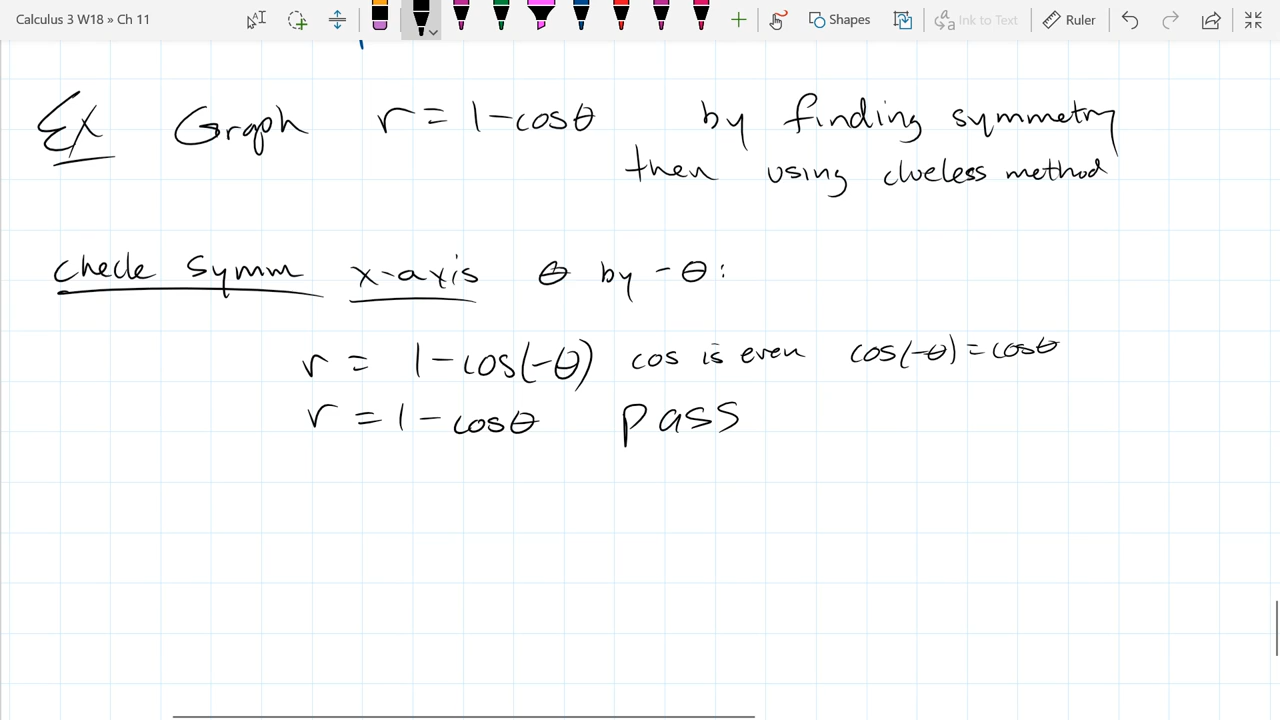 Calculus 3 W18 » Ch 11
Shapes
Ink to Text
Ruler
Ex Graph r = 1-cosθ by finding symmetry
then using clueless method
Check Symm x-axis θ by -θ:
r = 1-cos(-θ) cos is even cos(-θ)=cosθ
r = 1-cosθ pass